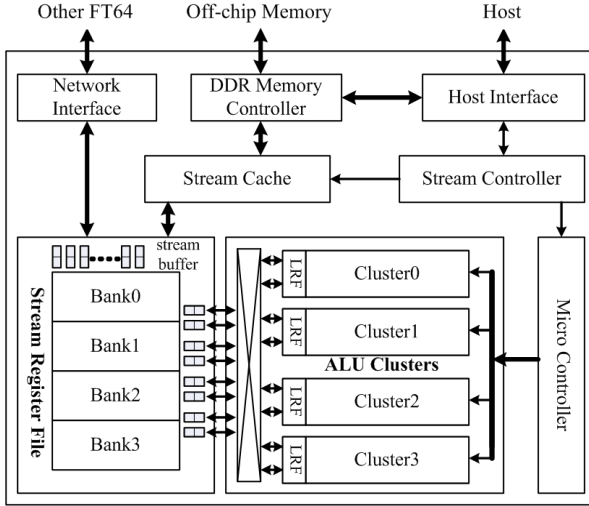 Other FT64
Off-chip Memory
Host
Network
Interface
DDR Memory
Controller
Host Interface
Stream Cache
Stream Controller
stream
buffer
Stream Register File
Bank0
Bank1
Bank2
Bank3
LRF
Cluster0
LRF
Cluster1
ALU Clusters
LRF
Cluster2
LRF
Cluster3
Micro Controller